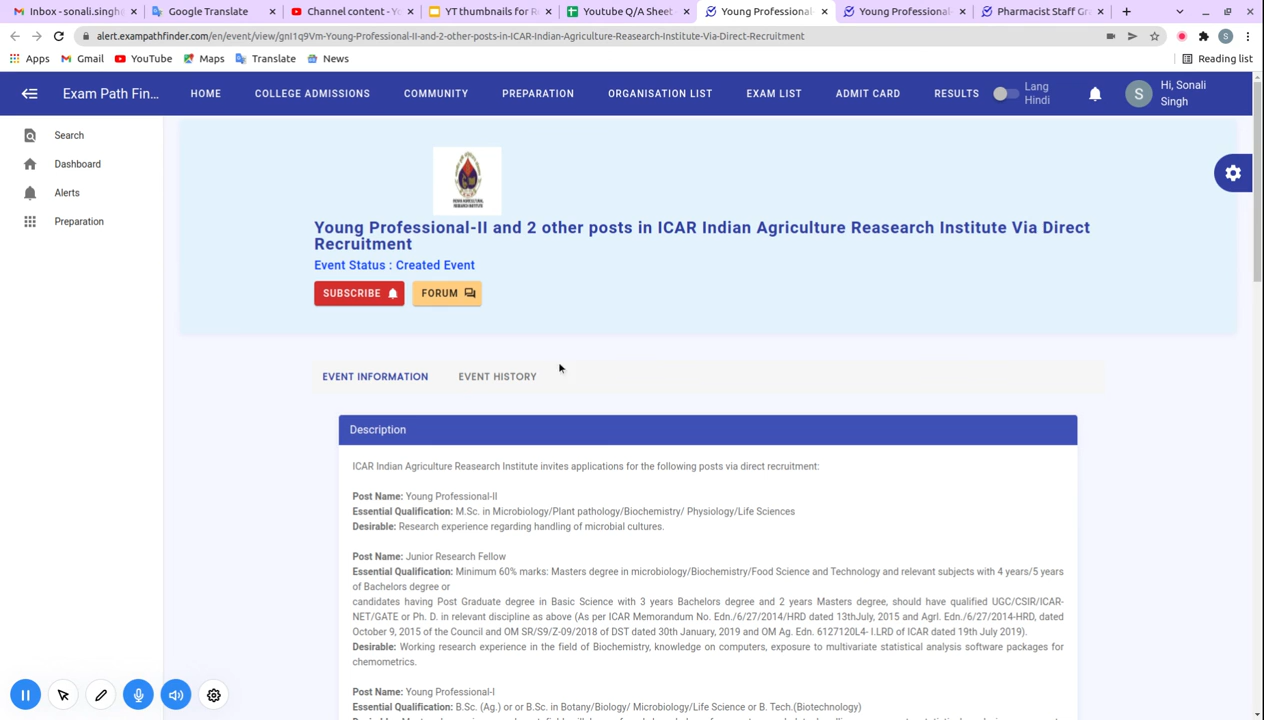 Inbox - sonali.singh@
Google Translate
Channel content - Yo
YT thumbnails for R
Youtube Q/A Sheet -
Young Professional
Young Professional-
Pharmacist Staff Gra
alert.exampathfinder.com/en/event/view/gnI1q9Vm-Young-Professional-II-and-2-other-posts-in-ICAR-Indian-Agriculture-Reasearch-Institute-Via-Direct-Recruitment
S
Apps
Gmail
YouTube
Maps
Translate
News
Reading list
Exam Path Fin...
HOME
COLLEGE ADMISSIONS
COMMUNITY
PREPARATION
ORGANISATION LIST
EXAM LIST
ADMIT CARD
RESULTS
Lang
Hindi
S
Hi, Sonali
Singh
Search
Dashboard
Alerts
Preparation
Young Professional-II and 2 other posts in ICAR Indian Agriculture Reasearch Institute Via Direct
Recruitment
Event Status : Created Event
SUBSCRIBE
FORUM
EVENT INFORMATION
EVENT HISTORY
Description
ICAR Indian Agriculture Reasearch Institute invites applications for the following posts via direct recruitment:
Post Name: Young Professional-II
Essential Qualification: M.Sc. in Microbiology/Plant pathology/Biochemistry/ Physiology/Life Sciences
Desirable: Research experience regarding handling of microbial cultures.
Post Name: Junior Research Fellow
Essential Qualification: Minimum 60% marks: Masters degree in microbiology/Biochemistry/Food Science and Technology and relevant subjects with 4 years/5 years
of Bachelors degree or
candidates having Post Graduate degree in Basic Science with 3 years Bachelors degree and 2 years Masters degree, should have qualified UGC/CSIR/ICAR-
NET/GATE or Ph. D. in relevant discipline as above (As per ICAR Memorandum No. Edn./6/27/2014/HRD dated 13thJuly, 2015 and Agrl. Edn./6/27/2014-HRD, dated
October 9, 2015 of the Council and OM SR/S9/Z-09/2018 of DST dated 30th January, 2019 and OM Ag. Edn. 6127120L4- I.LRD of ICAR dated 19th July 2019).
Desirable: Working research experience in the field of Biochemistry, knowledge on computers, exposure to multivariate statistical analysis software packages for
chemometrics.
Post Name: Young Professional-I
Essential Qualification: B.Sc. (Ag.) or or B.Sc. in Botany/Biology/ Microbiology/Life Science or B. Tech.(Biotechnology)